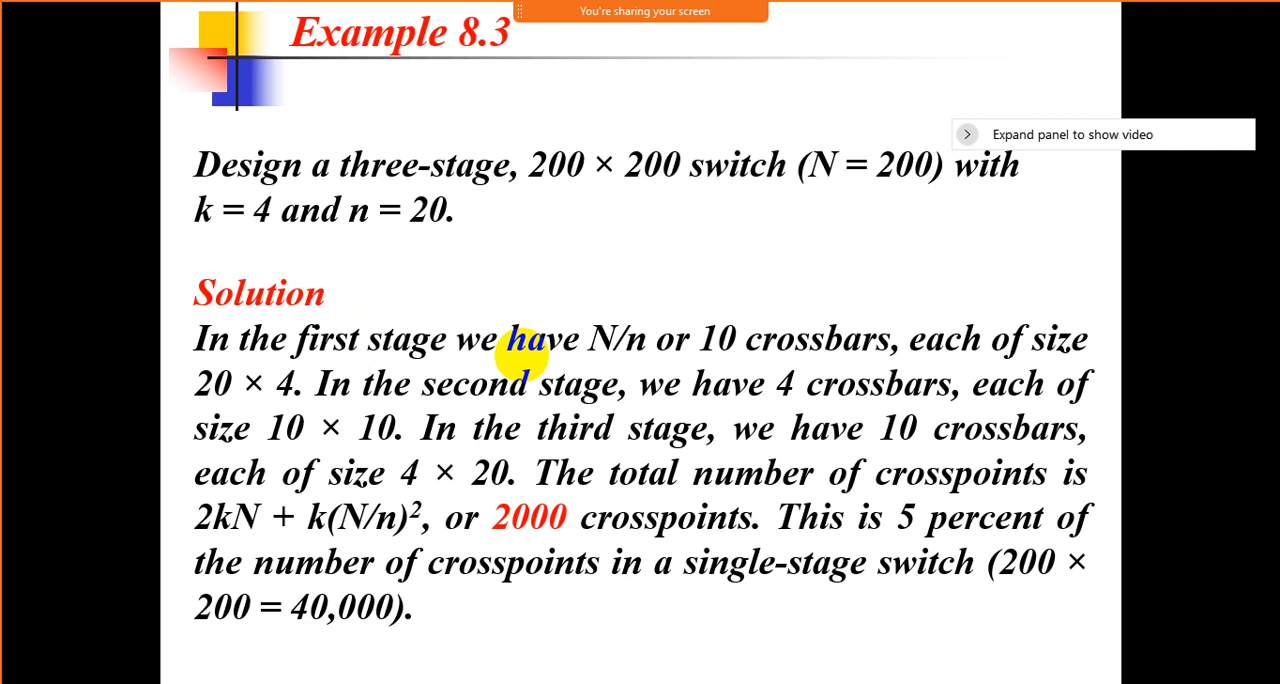 You're sharing your screen
Example 8.3
Expand panel to show video
Design a three-stage, 200 × 200 switch (N = 200) with
k = 4 and n = 20.
Solution
In the first stage we have N/n or 10 crossbars, each of size
20 × 4. In the second stage, we have 4 crossbars, each of
size 10 × 10. In the third stage, we have 10 crossbars,
each of size 4 × 20. The total number of crosspoints is
2kN + k(N/n)², or 2000 crosspoints. This is 5 percent of
the number of crosspoints in a single-stage switch (200 ×
200 = 40,000).